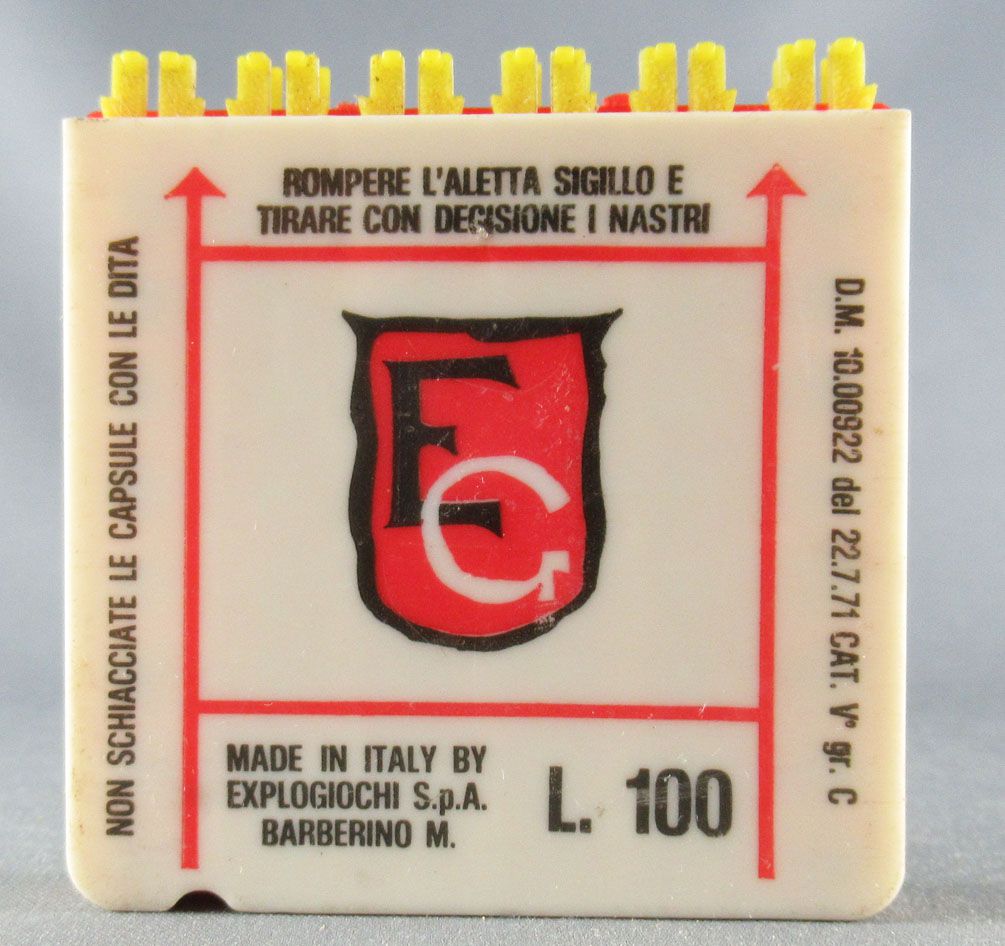 ROMPERE L'ALETTA SIGILLO E
TIRARE CON DECISIONE I NASTRI
NON SCHIACCIATE LE CAPSULE CON LE DITA
EG
D.M. 10.00922 del 22.7.71 CAT. V° gr. C
MADE IN ITALY BY
EXPLOGIOCHI S.p.A.
BARBERINO M.
L. 100